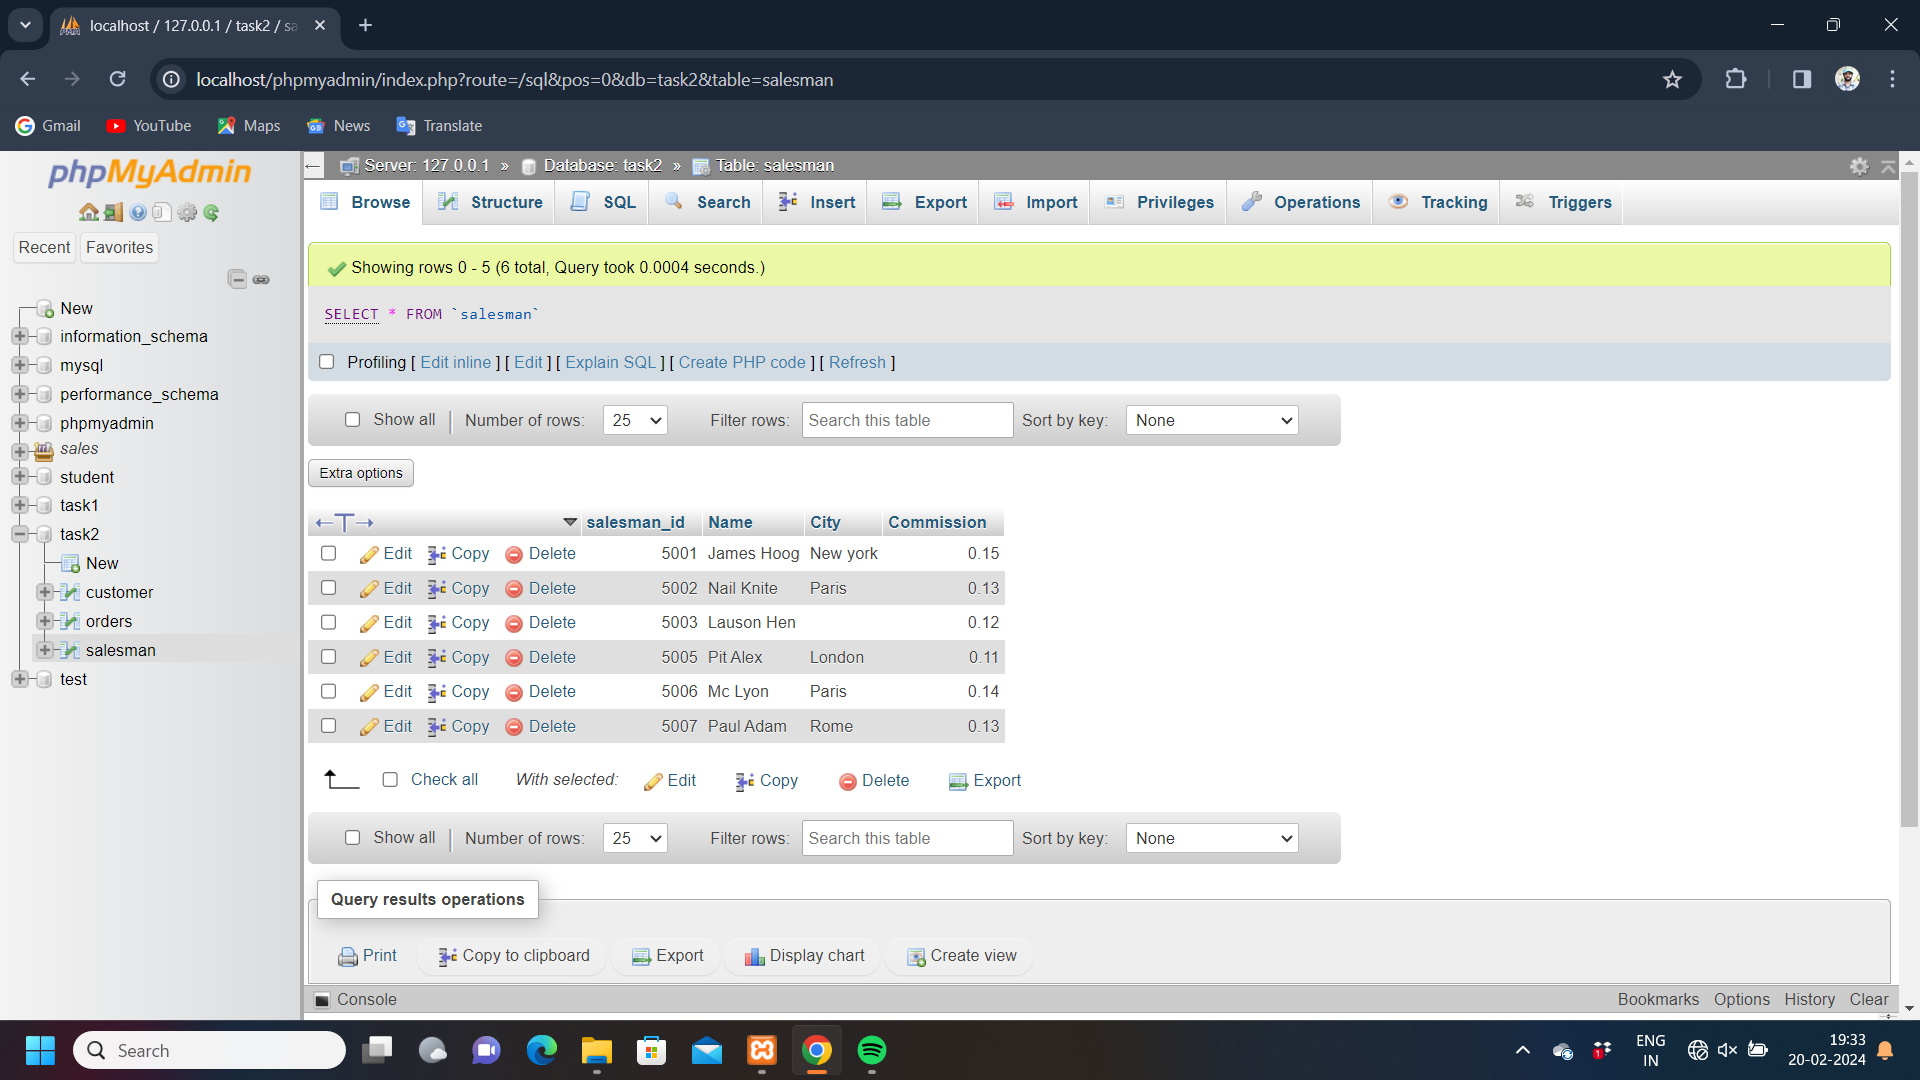 localhost / 127.0.0.1 / task2 / sa
localhost/phpmyadmin/index.php?route=/sql&pos=0&db=task2&table=salesman
Gmail YouTube Maps News Translate
phpMyAdmin
Recent Favorites
New
information_schema
mysql
performance_schema
phpmyadmin
sales
student
task1
task2
New
customer
orders
salesman
test
Server: 127.0.0.1 » Database: task2 » Table: salesman
Browse Structure SQL Search Insert Export Import Privileges Operations Tracking Triggers
Showing rows 0 - 5 (6 total, Query took 0.0004 seconds.)
SELECT * FROM `salesman`
Profiling [ Edit inline ] [ Edit ] [ Explain SQL ] [ Create PHP code ] [ Refresh ]
Show all Number of rows: 25 Filter rows: Search this table Sort by key: None
Extra options
←T→ salesman_id Name City Commission
Edit Copy Delete 5001 James Hoog New york 0.15
Edit Copy Delete 5002 Nail Knite Paris 0.13
Edit Copy Delete 5003 Lauson Hen 0.12
Edit Copy Delete 5005 Pit Alex London 0.11
Edit Copy Delete 5006 Mc Lyon Paris 0.14
Edit Copy Delete 5007 Paul Adam Rome 0.13
Check all With selected: Edit Copy Delete Export
Show all Number of rows: 25 Filter rows: Search this table Sort by key: None
Query results operations
Print Copy to clipboard Export Display chart Create view
Console Bookmarks Options History Clear
Search
ENG
IN
19:33
20-02-2024